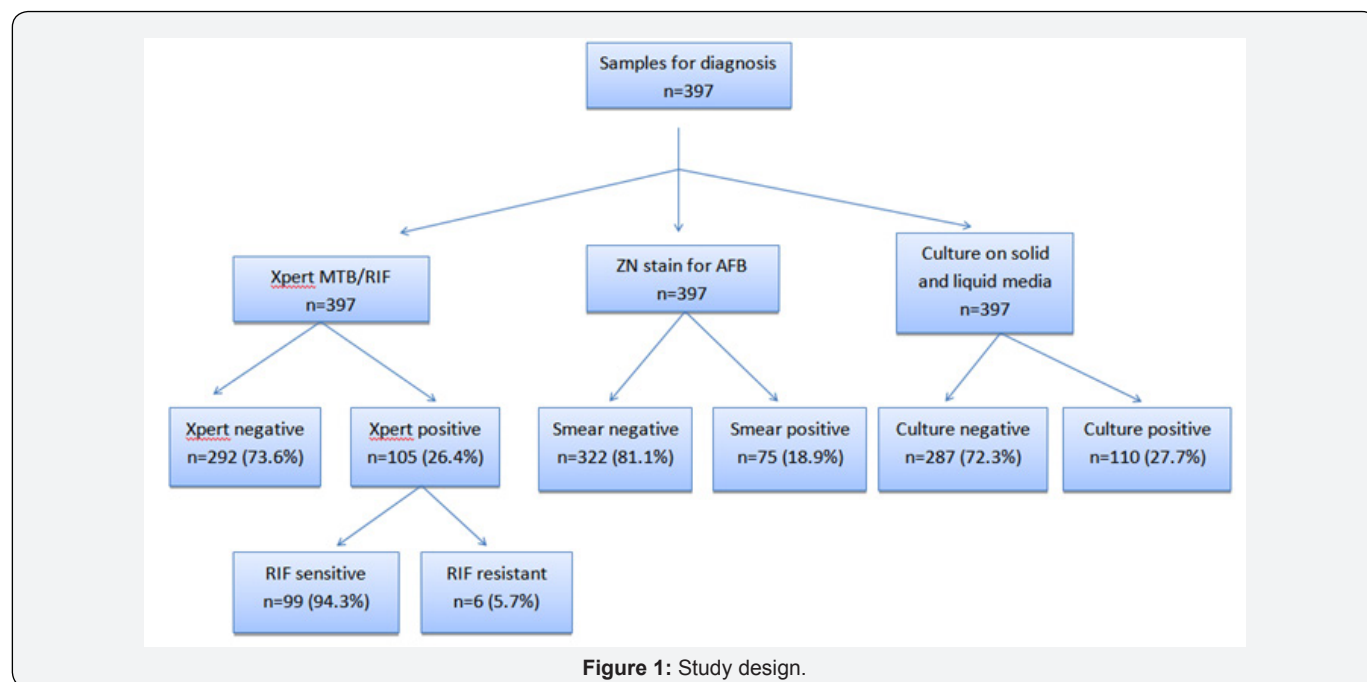 Samples for diagnosis
n=397
Xpert MTB/RIF
n=397
ZN stain for AFB
n=397
Culture on solid
and liquid media
n=397
Xpert negative
n=292 (73.6%)
Xpert positive
n=105 (26.4%)
Smear negative
n=322 (81.1%)
Smear positive
n=75 (18.9%)
Culture negative
n=287 (72.3%)
Culture positive
n=110 (27.7%)
RIF sensitive
n=99 (94.3%)
RIF resistant
n=6 (5.7%)
Figure 1: Study design.